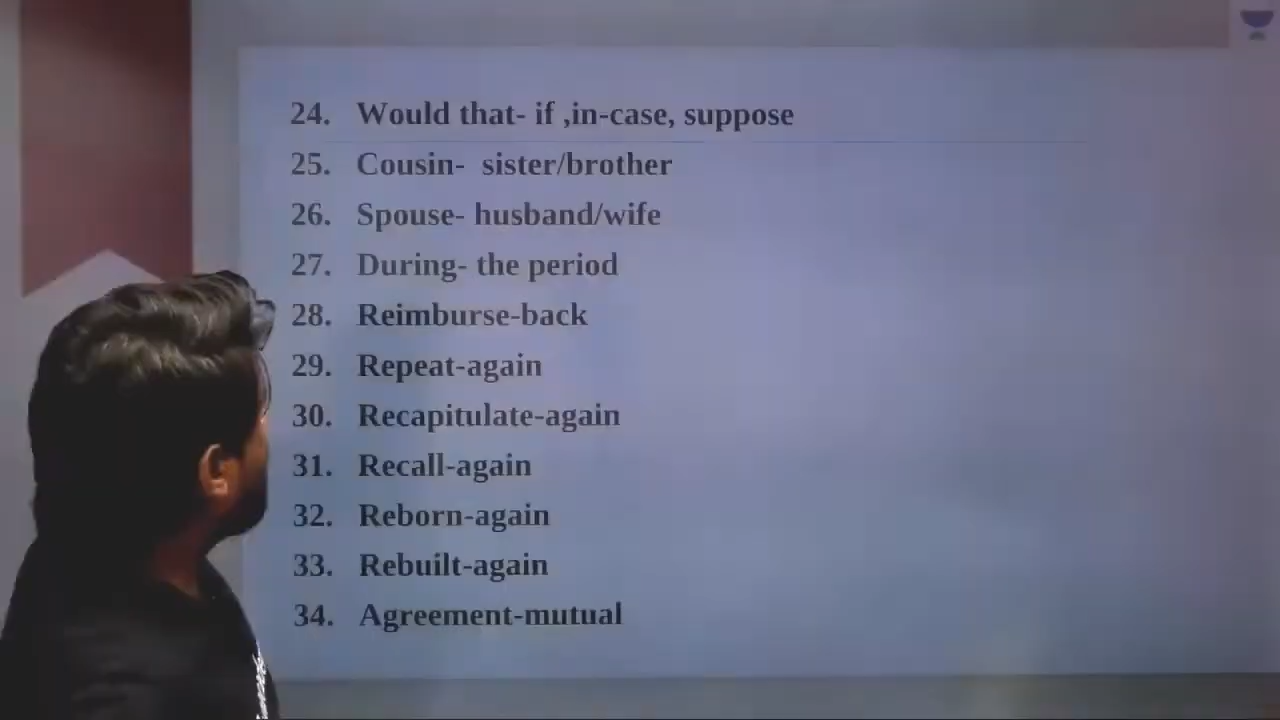 24. Would that- if ,in-case, suppose
25. Cousin- sister/brother
26. Spouse- husband/wife
27. During- the period
28. Reimburse-back
29. Repeat-again
30. Recapitulate-again
31. Recall-again
32. Reborn-again
33. Rebuilt-again
34. Agreement-mutual